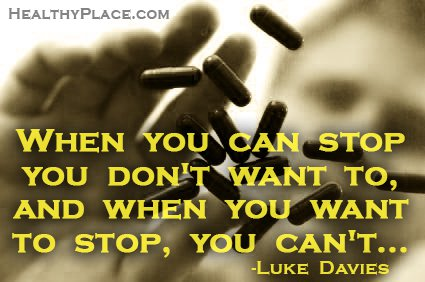 HealthyPlace.com
When you can stop
you don't want to,
and when you want
to stop, you can't...
-Luke Davies